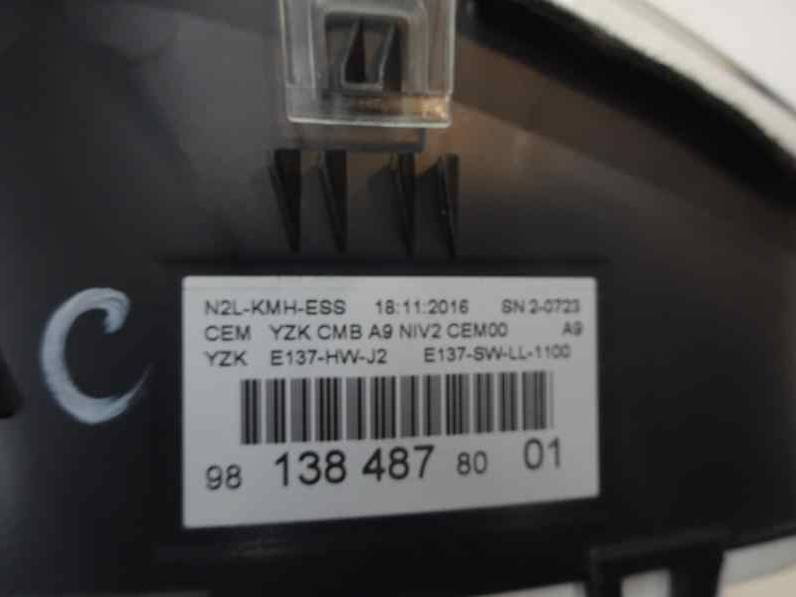 N2L-KMH-ESS 18:11:2016 SN 2-0723
CEM YZK CMB A9 NIV2 CEM00 A9
YZK E137-HW-J2 E137-SW-LL-1100
98 138 487 80 01
C